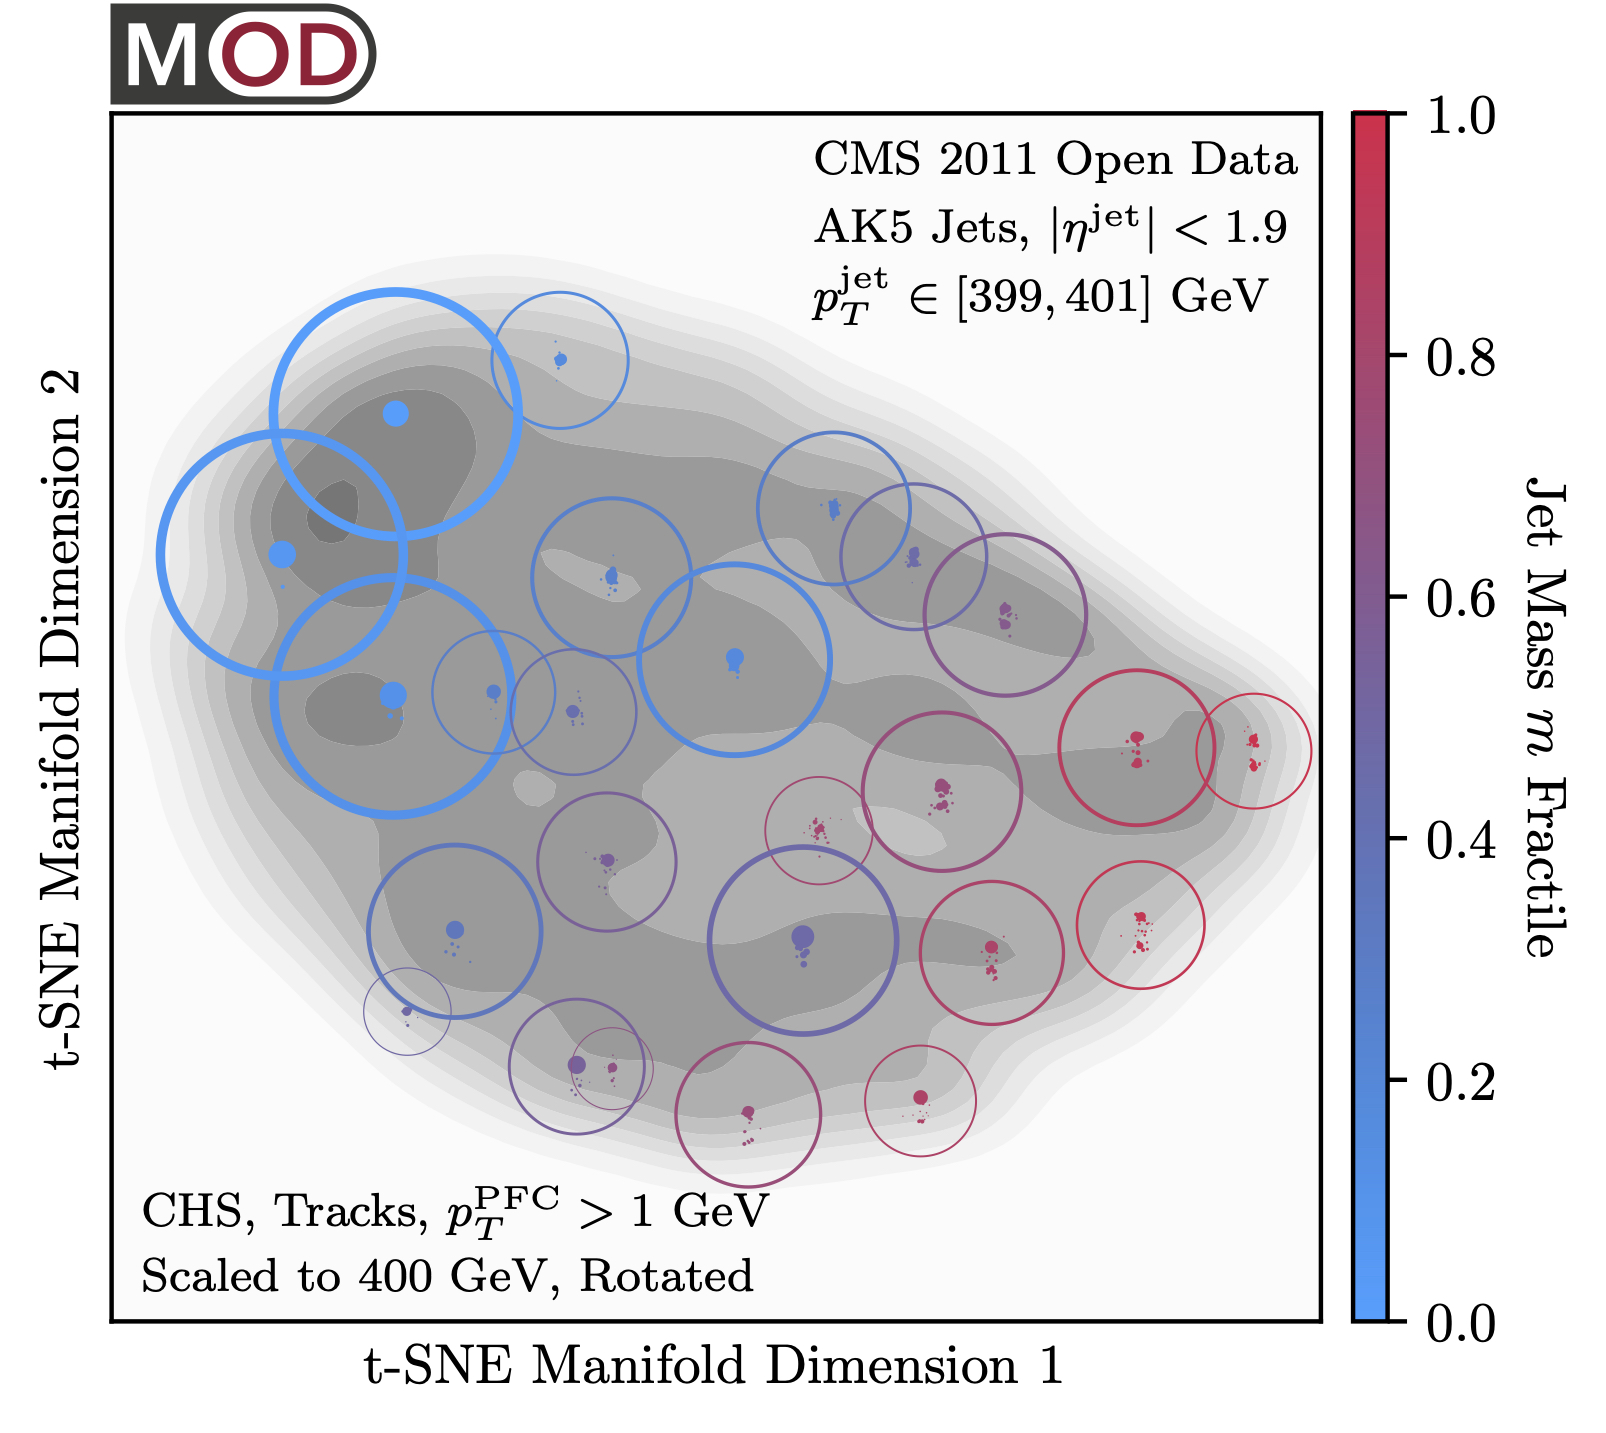 MOD
CMS 2011 Open Data
AK5 Jets, |η^jet| < 1.9
p_T^jet ∈ [399, 401] GeV
t-SNE Manifold Dimension 2
CHS, Tracks, p_T^PFC > 1 GeV
Scaled to 400 GeV, Rotated
t-SNE Manifold Dimension 1
1.0
0.8
0.6
0.4
0.2
0.0
Jet Mass m Fractile